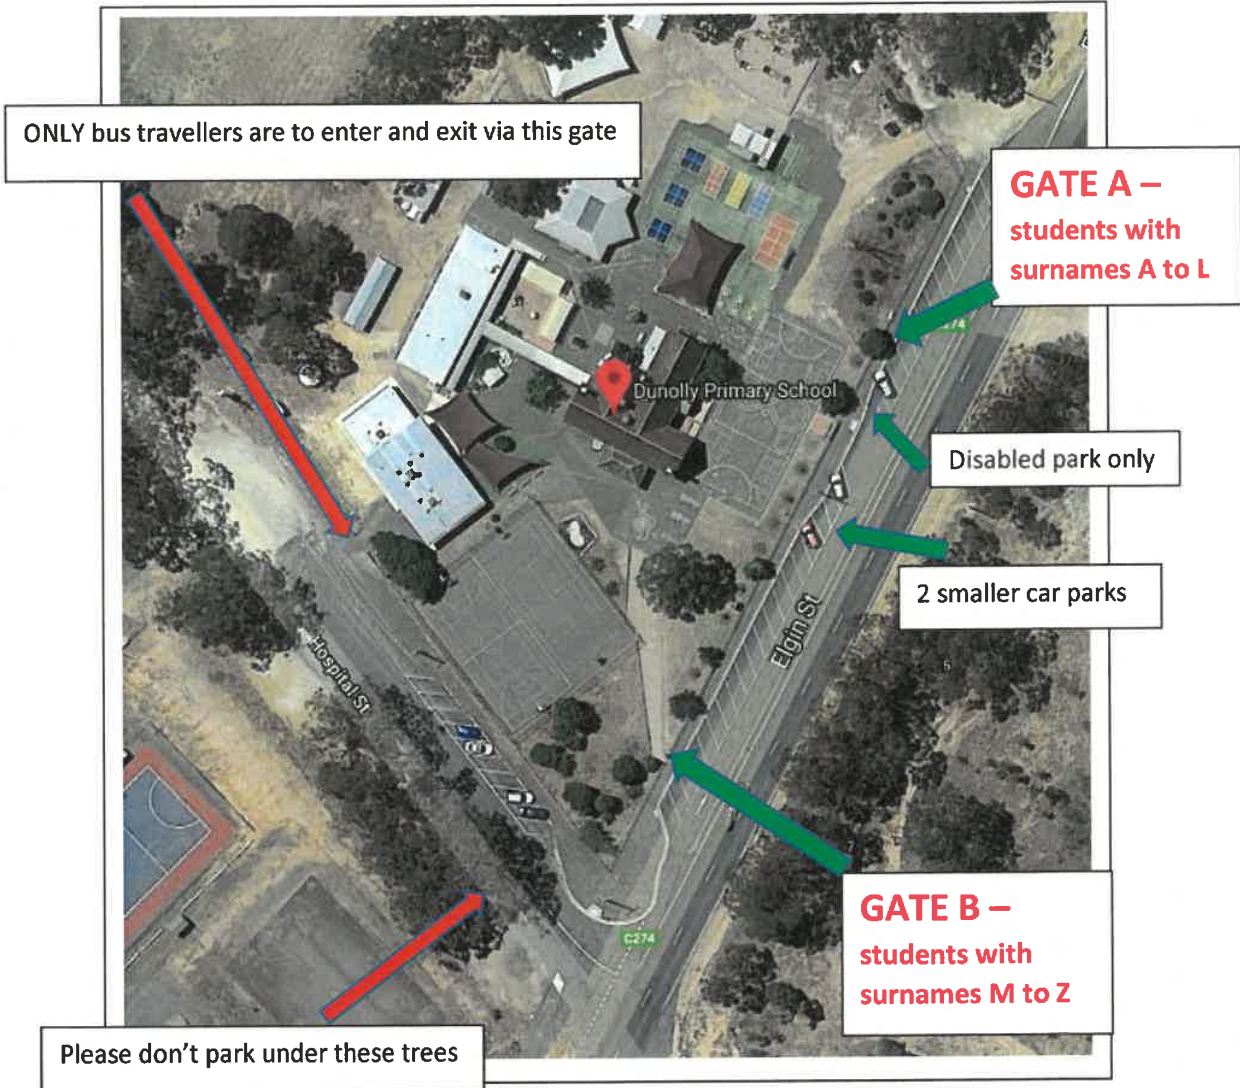 ONLY bus travellers are to enter and exit via this gate
GATE A –
students with
surnames A to L
Dunolly Primary School
Disabled park only
2 smaller car parks
Elgin St
Hospital St
GATE B –
students with
surnames M to Z
C274
Please don't park under these trees